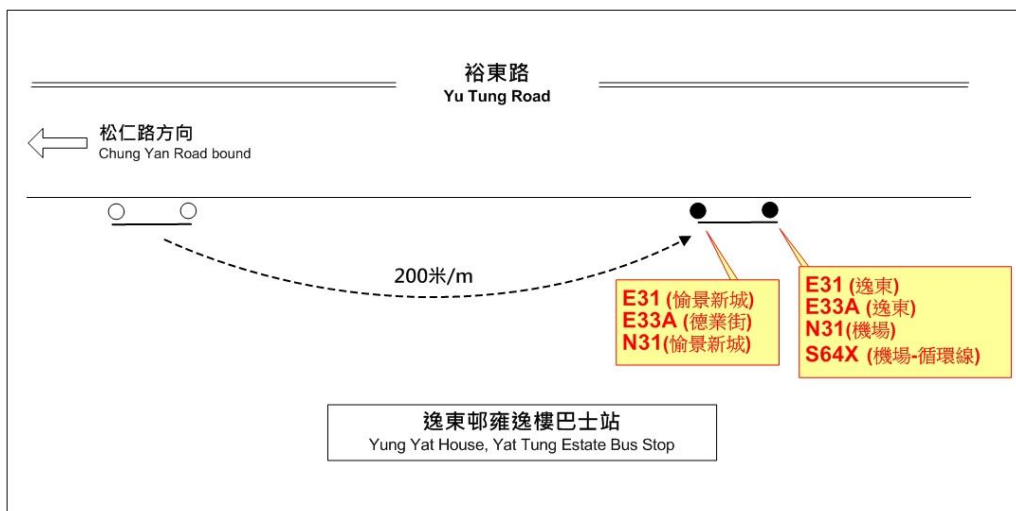 裕東路
Yu Tung Road
松仁路方向
Chung Yan Road bound
200米/m
E31 (愉景新城)
E33A (德業街)
N31(愉景新城)
E31 (逸東)
E33A (逸東)
N31(機場)
S64X (機場-循環線)
逸東邨雍逸樓巴士站
Yung Yat House, Yat Tung Estate Bus Stop